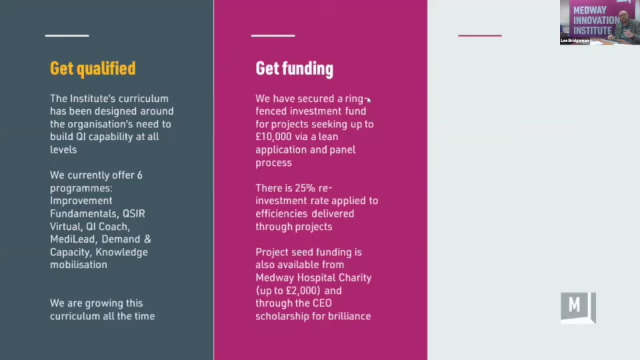 Get qualified
The Institute's curriculum
has been designed around
the organisation's need to
build QI capability at all
levels
We currently offer 6
programmes:
Improvement
Fundamentals, QSIR
Virtual, QI Coach,
MediLead, Demand &
Capacity, Knowledge
mobilisation
We are growing this
curriculum all the time
Get funding
We have secured a ring-
fenced investment fund
for projects seeking up to
£10,000 via a lean
application and panel
process
There is 25% re-
investment rate applied to
efficiencies delivered
through projects
Project seed funding is
also available from
Medway Hospital Charity
(up to £2,000) and
through the CEO
scholarship for brilliance
MEDWAY
INNOVATION
INSTITUTE
Lee Bridgeman
M